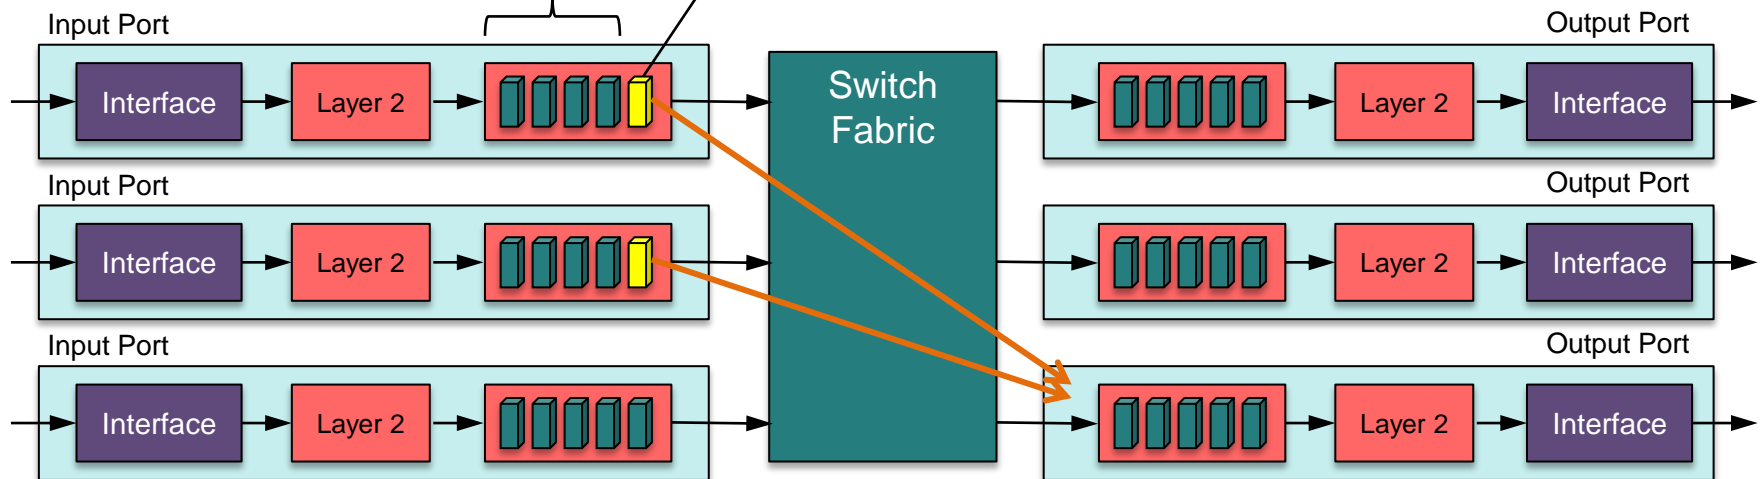 Input Port
Output Port
Interface
Layer 2
Switch
Fabric
Layer 2
Interface
Input Port
Output Port
Interface
Layer 2
Layer 2
Interface
Input Port
Output Port
Interface
Layer 2
Layer 2
Interface